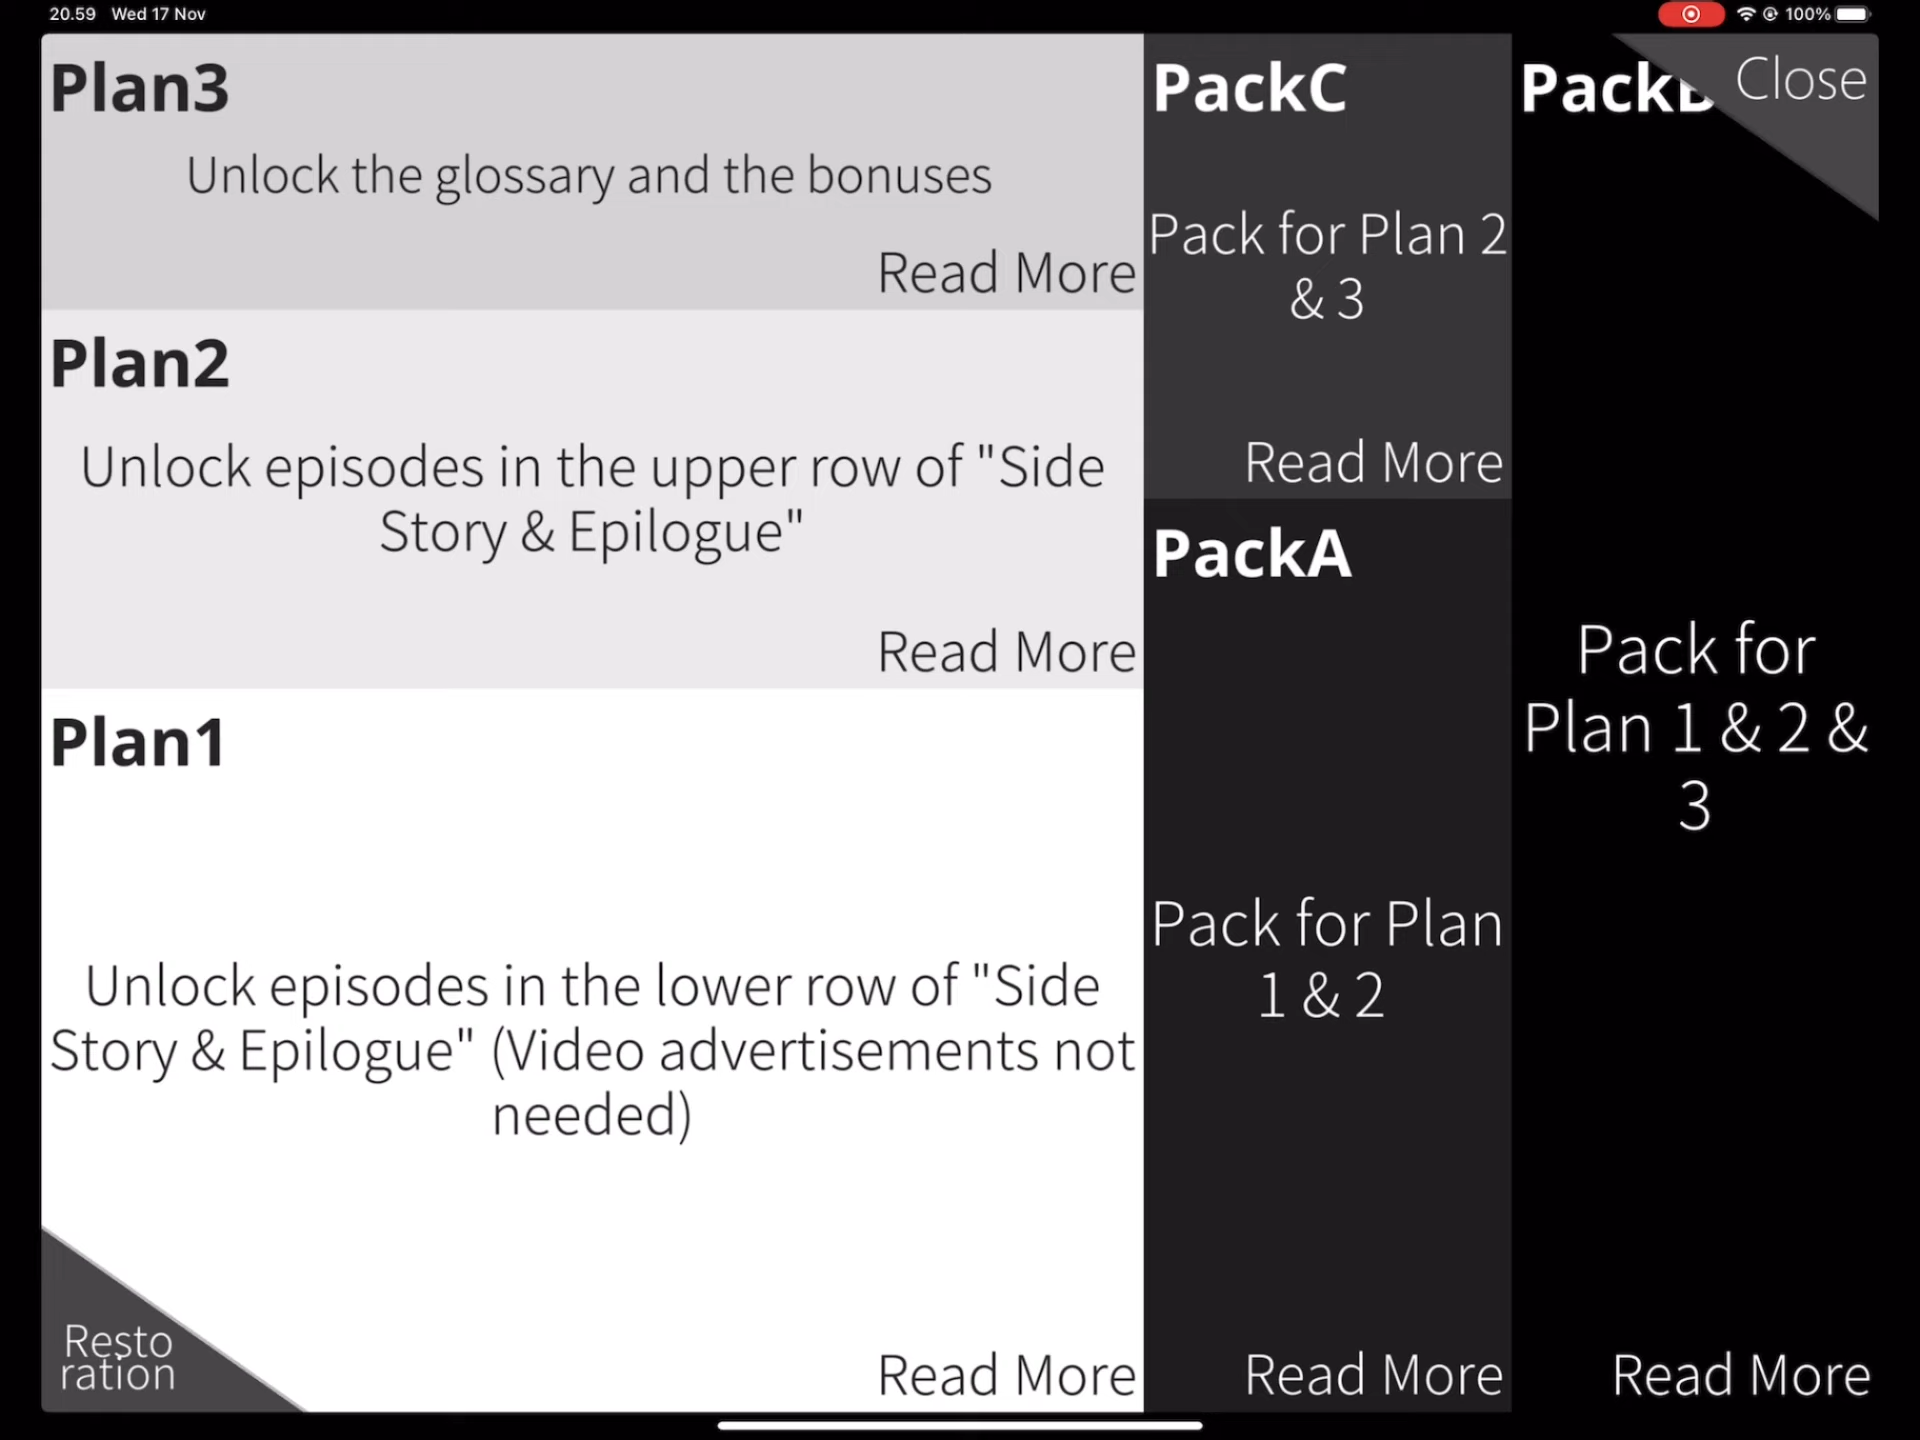 20.59 Wed 17 Nov
100%
Plan3
Unlock the glossary and the bonuses
Read More
Plan2
Unlock episodes in the upper row of "Side
Story & Epilogue"
Read More
Plan1
Unlock episodes in the lower row of "Side
Story & Epilogue" (Video advertisements not
needed)
Read More
Resto
ration
PackC
Pack for Plan 2
& 3
Read More
PackA
Pack for Plan
1 & 2
Read More
PackB
Close
Pack for
Plan 1 & 2 &
3
Read More